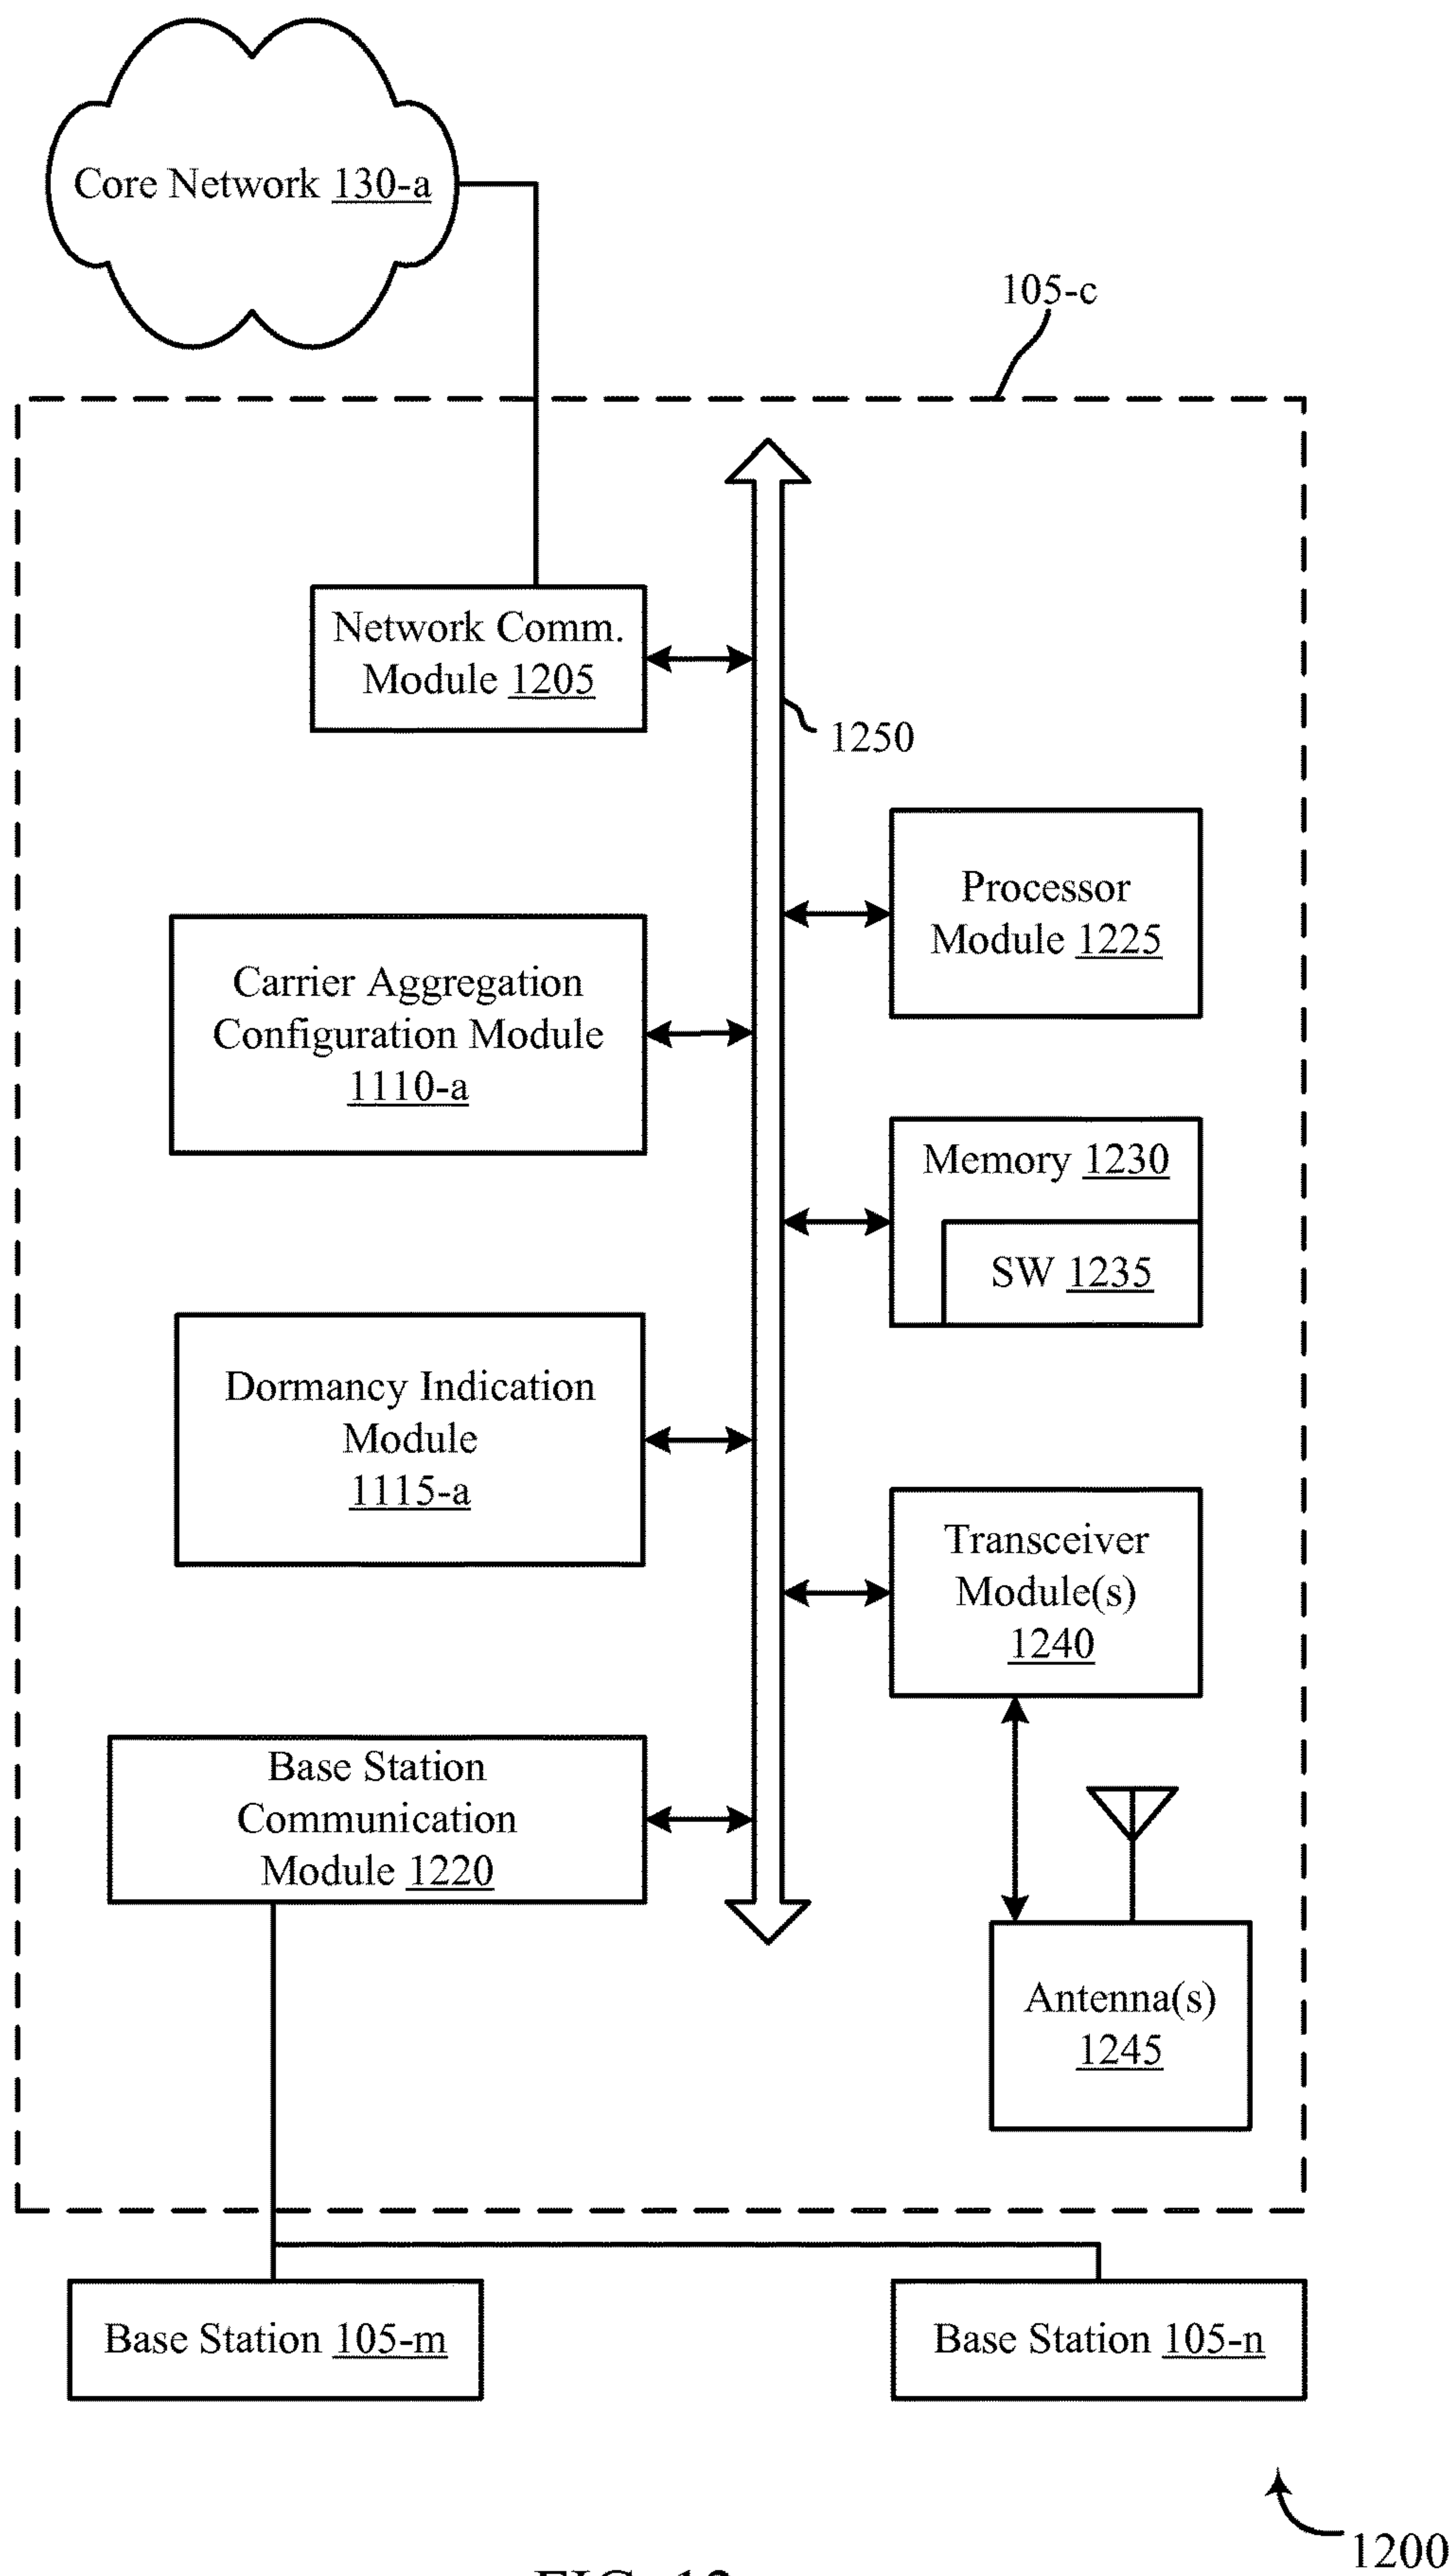 Core Network 130-a
105-c
Network Comm.
Module 1205
1250
Processor
Module 1225
Carrier Aggregation
Configuration Module
1110-a
Memory 1230
SW 1235
Dormancy Indication
Module
1115-a
Transceiver
Module(s)
1240
Base Station
Communication
Module 1220
Antenna(s)
1245
Base Station 105-m
Base Station 105-n
1200